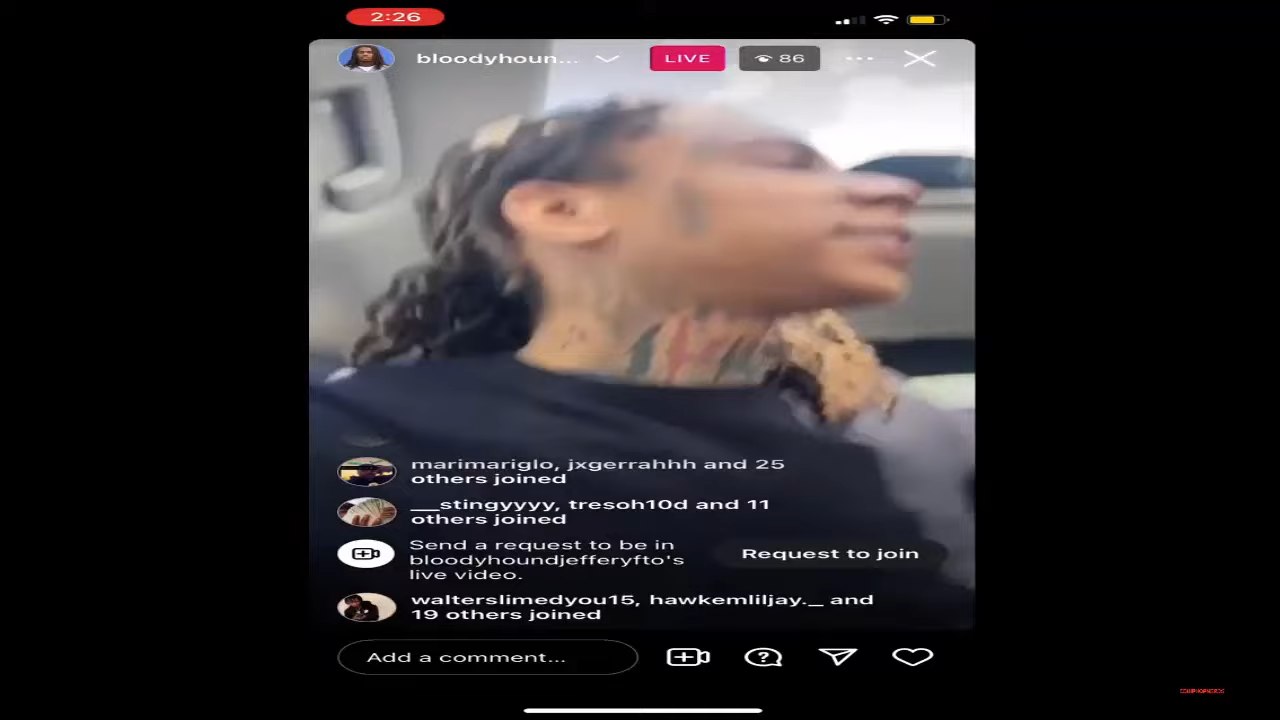 2:26
bloodyhoun...
LIVE
86
marimariglo, jxgerrahhh and 25
others joined
___stingyyyy, tresoh10d and 11
others joined
Send a request to be in
bloodyhoundjefferyfto's
live video.
Request to join
walterslimedyou15, hawkemliljay._ and
19 others joined
Add a comment...